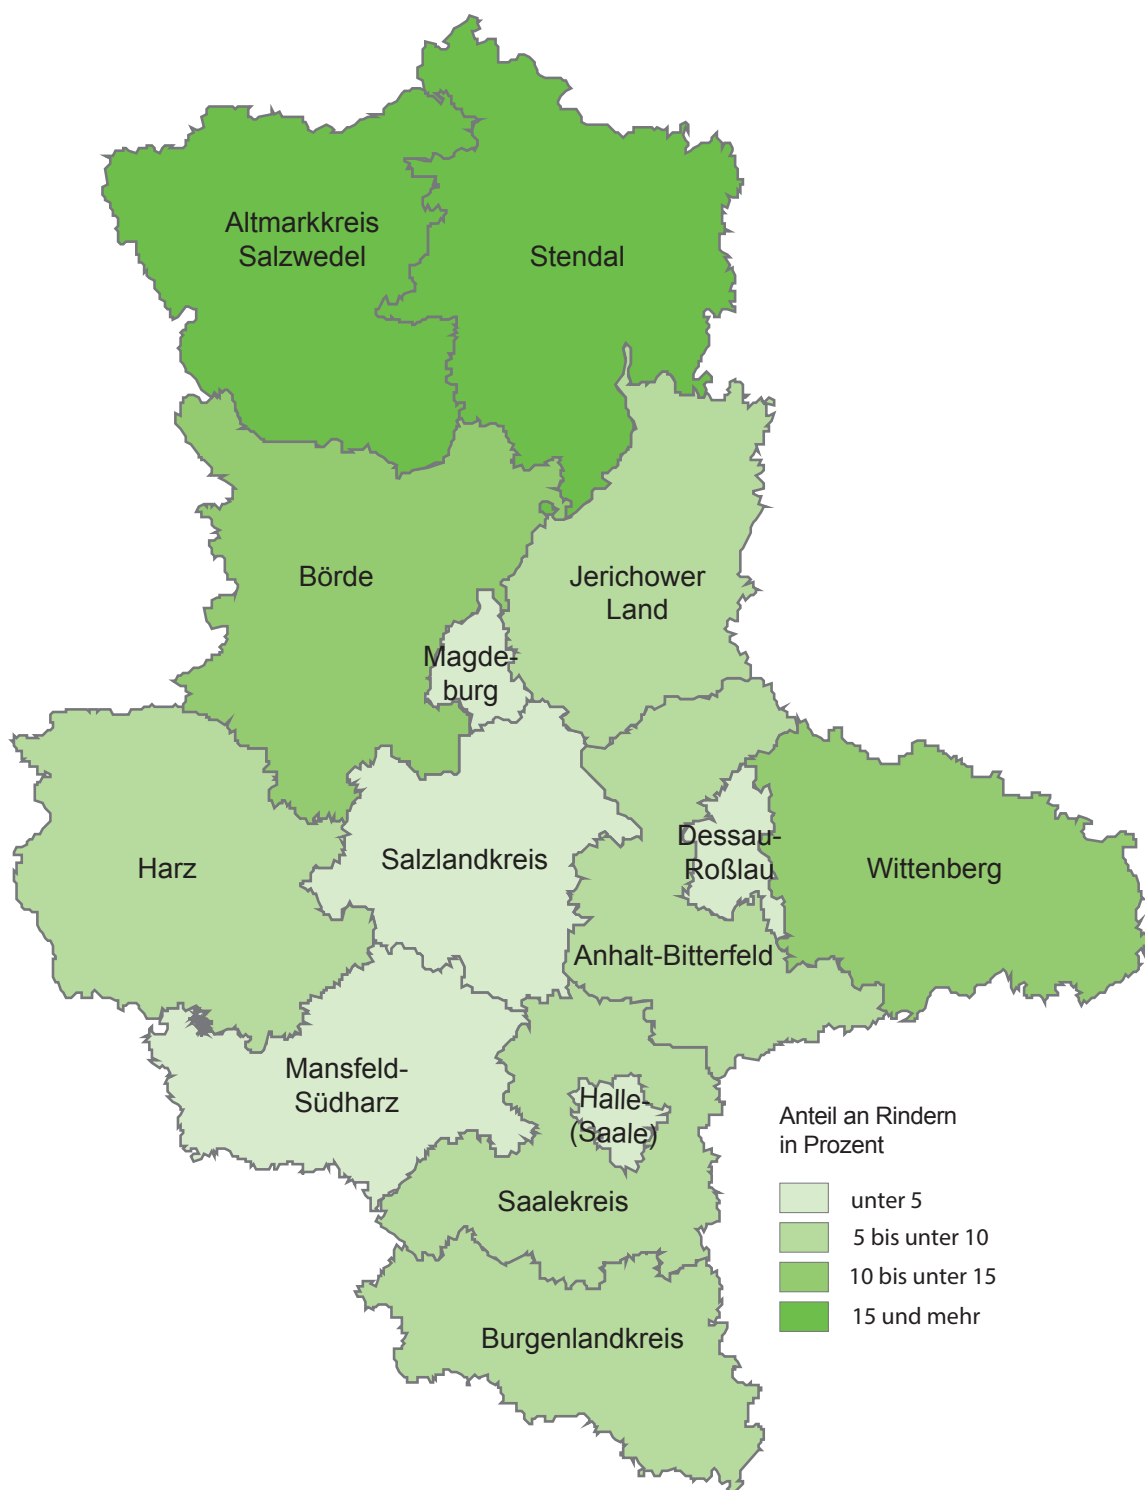 Altmarkkreis
Salzwedel
Stendal
Börde
Jerichower
Land
Magde-
burg
Harz
Salzlandkreis
Dessau-
Roßlau
Wittenberg
Anhalt-Bitterfeld
Mansfeld-
Südharz
Halle-
(Saale)
Saalekreis
Burgenlandkreis
Anteil an Rindern
in Prozent
unter 5
5 bis unter 10
10 bis unter 15
15 und mehr